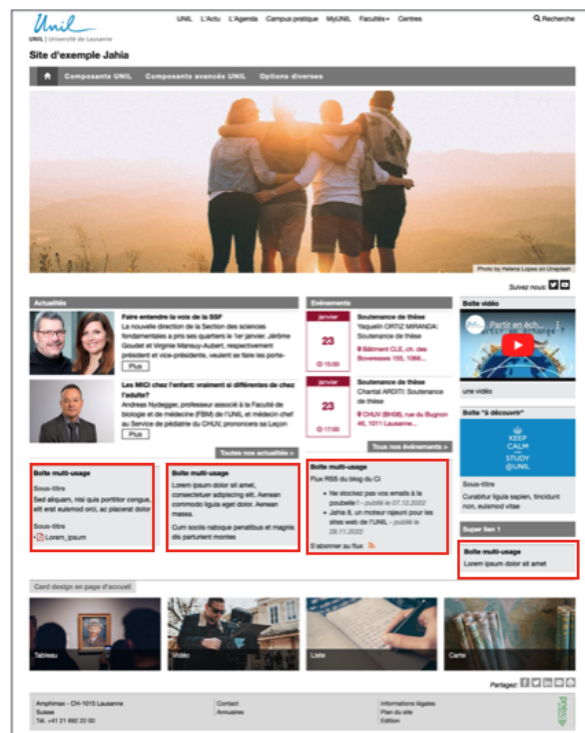 Unil
UNIL | Université de Lausanne
UNIL L'Actu L'Agenda Campus pratique MyUNIL Facultés Centres
Recherche
Site d'exemple Jahia
Composants UNIL Composants avancés UNIL Options diverses
Photo by Helena Lopes on Unsplash
Suivez nous:
Actualités
Faire entendre la voix de la SSF
La nouvelle direction de la Section des sciences
fondamentales a pris ses quartiers le 1er janvier. Jérôme
Goudet et Virginie Mansuy-Aubert, respectivement
président et vice-présidente, veulent se faire les porte-
Plus
Les MICI chez l'enfant: vraiment si différentes de chez
l'adulte?
Andreas Nydegger, professeur associé à la Faculté de
biologie et de médecine (FBM) de l'UNIL et médecin chef
au Service de pédiatrie du CHUV, prononcera sa Leçon
Plus
Toutes nos actualités »
Evénements
janvier
23
15:00
Soutenance de thèse
Yaquelin ORTIZ MIRANDA:
Soutenance de thèse
Bâtiment CLE, ch. des
Boveresses 155, 1066...
janvier
23
17:00
Soutenance de thèse
Chantal ARDITI: Soutenance
de thèse
CHUV (BH08), rue du Bugnon
46, 1011 Lausanne...
Tous nos événements »
Boîte vidéo
Partir en éch...
une vidéo
Boîte "à découvrir"
KEEP
CALM
STUDY
@UNIL
Sous-titre
Curabitur ligula sapien, tincidunt
non, euismod vitae
Super lien 1
Boîte multi-usage
Lorem ipsum dolor sit amet
Boîte multi-usage
Sous-titre
Sed aliquam, nisi quis porttitor congue,
elit erat euismod orci, ac placerat dolor
Sous-titre
Lorem_ipsum
Boîte multi-usage
Lorem ipsum dolor sit amet,
consectetuer adipiscing elit. Aenean
commodo ligula eget dolor. Aenean
massa.
Cum sociis natoque penatibus et magnis
dis parturient montes
Boîte multi-usage
Flux RSS du blog du CI
Ne stockez pas vos emails à la
poubelle ! - publié le 07.12.2022
Jahia 8, un moteur rajeuni pour les
sites web de l'UNIL - publié le
29.11.2022
S'abonner au flux
Card design en page d'accueil
Tableau
Vidéo
Liste
Carte
Partagez:
Amphimax - CH-1015 Lausanne
Suisse
Tél. +41 21 692 22 00
Contact
Annuaires
Informations légales
Plan du site
Edition